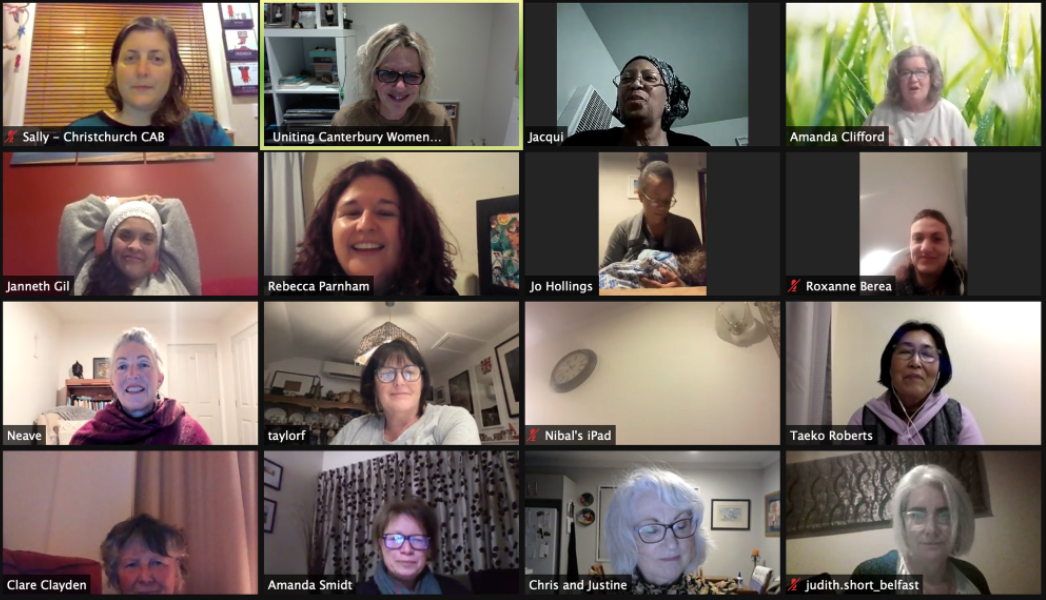 Sally – Christchurch CAB
Uniting Canterbury Women...
Jacqui
Amanda Clifford
Janneth Gil
Rebecca Parnham
Jo Hollings
Roxanne Berea
Neave
taylorf
Nibal's iPad
Taeko Roberts
Clare Clayden
Amanda Smidt
Chris and Justine
judith.short_belfast